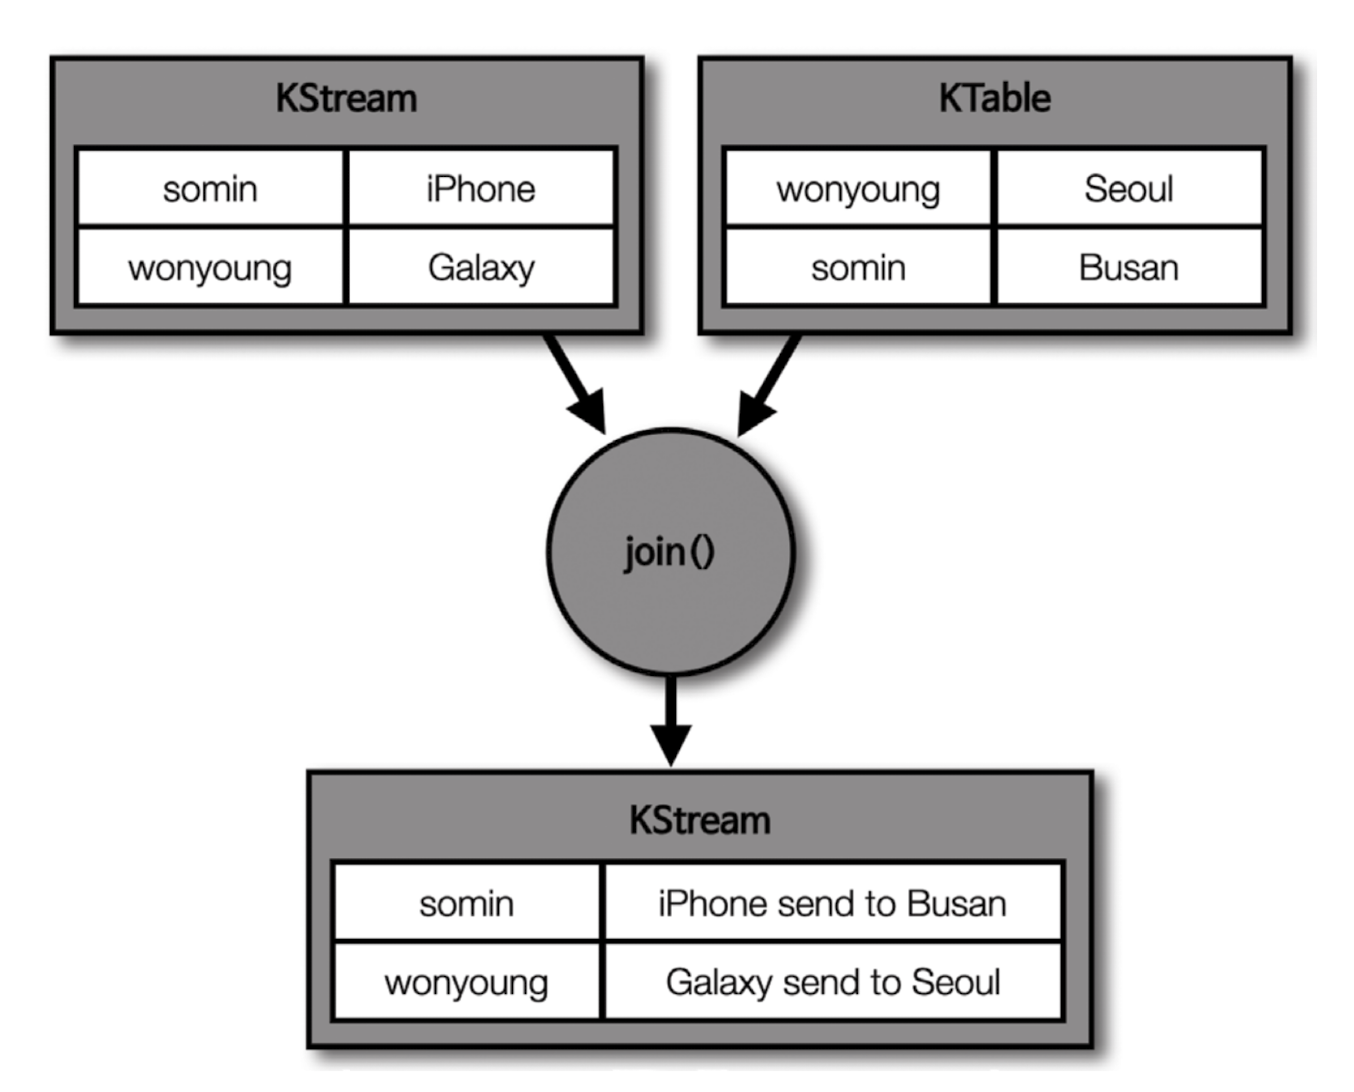 KStream
somin iPhone
wonyoung Galaxy
KTable
wonyoung Seoul
somin Busan
join()
KStream
somin iPhone send to Busan
wonyoung Galaxy send to Seoul